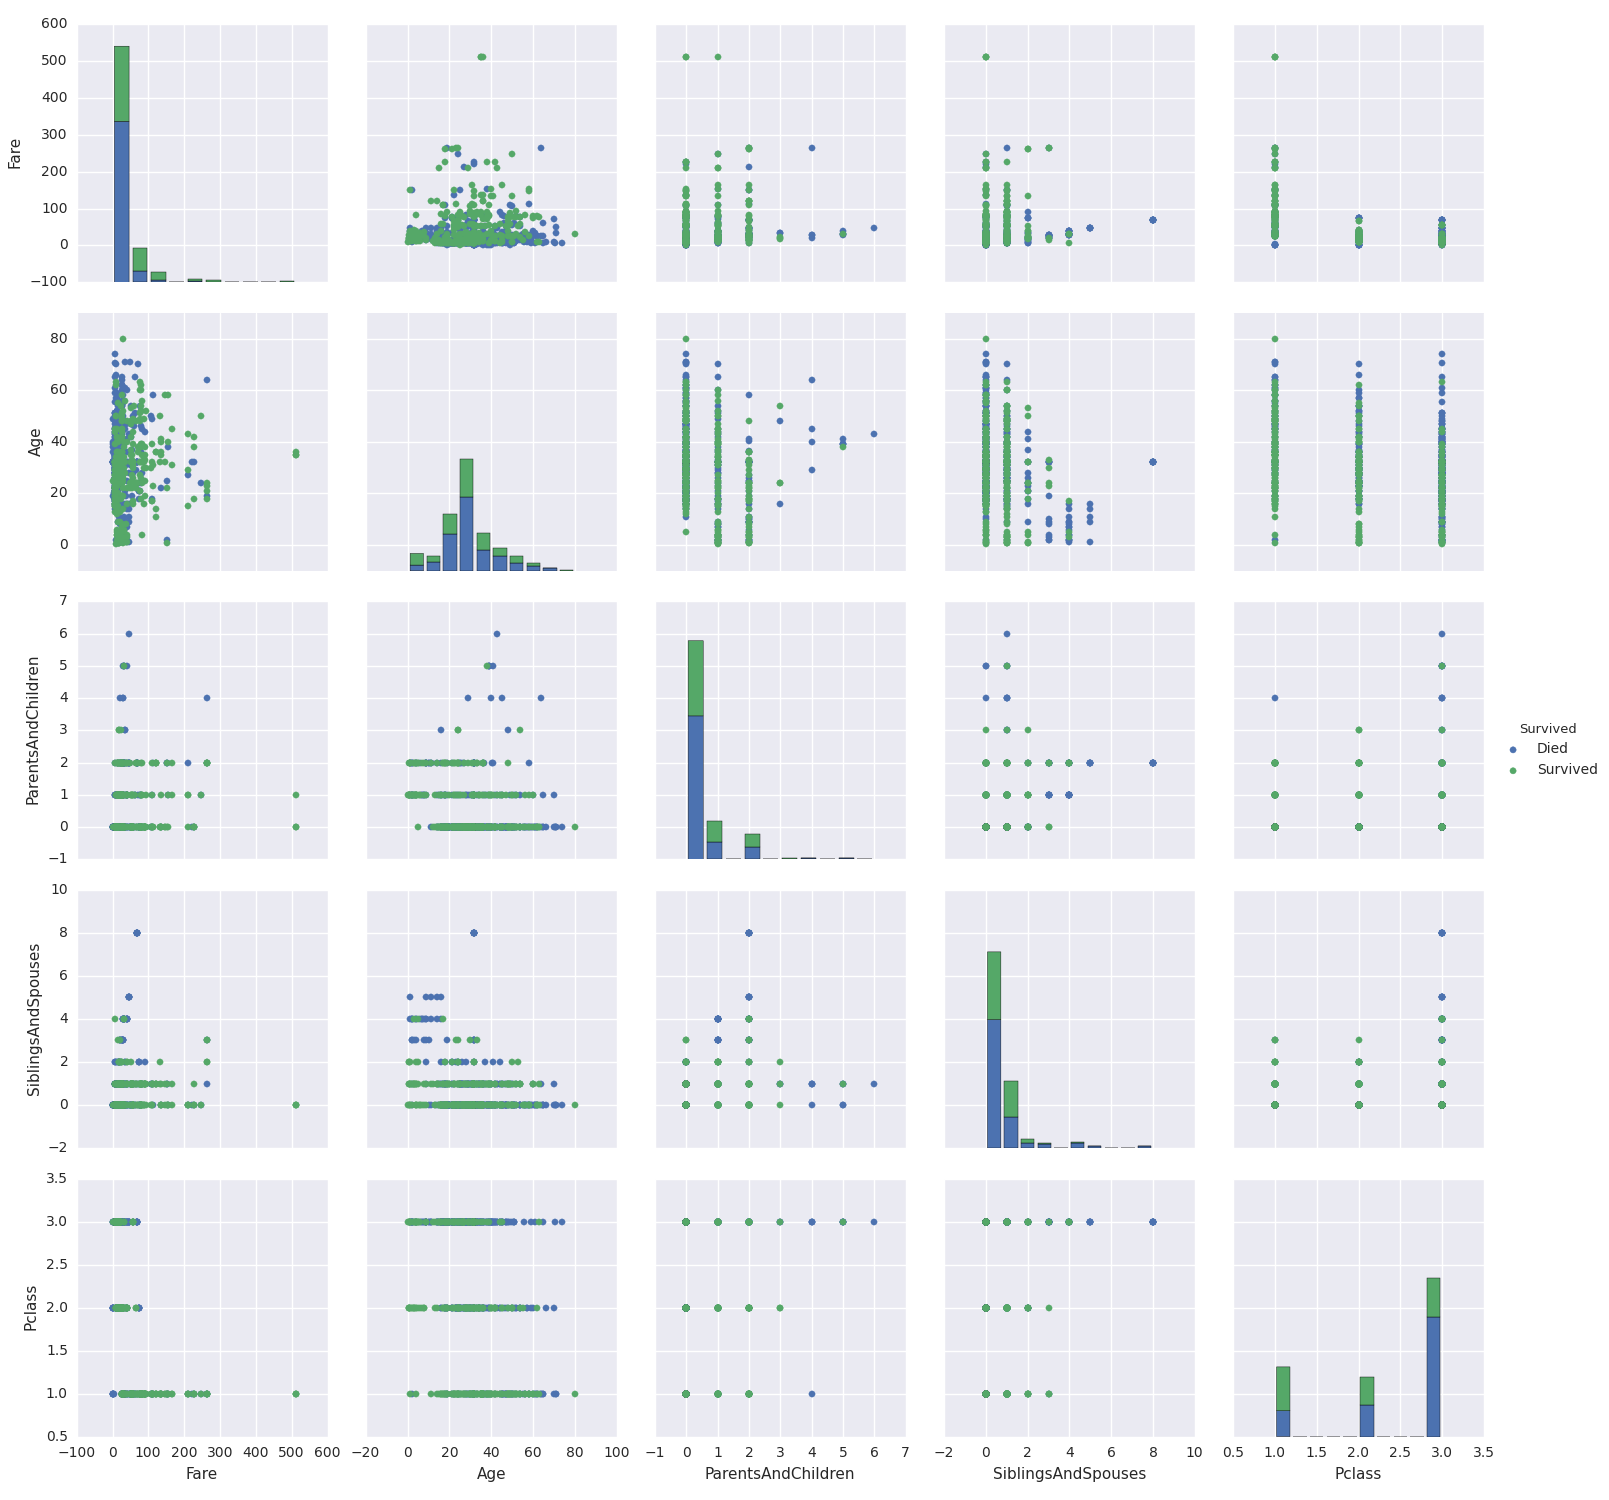 600
500
400
300
200
100
0
−100
Fare
80
60
40
20
0
Age
7
6
5
4
3
2
1
0
−1
ParentsAndChildren
Survived
Died
Survived
10
8
6
4
2
0
−2
SiblingsAndSpouses
3.5
3.0
2.5
2.0
1.5
1.0
0.5
Pclass
−100 0 100 200 300 400 500 600
−20 0 20 40 60 80 100
−1 0 1 2 3 4 5 6 7
−2 0 2 4 6 8 10
0.5 1.0 1.5 2.0 2.5 3.0 3.5
Fare
Age
ParentsAndChildren
SiblingsAndSpouses
Pclass